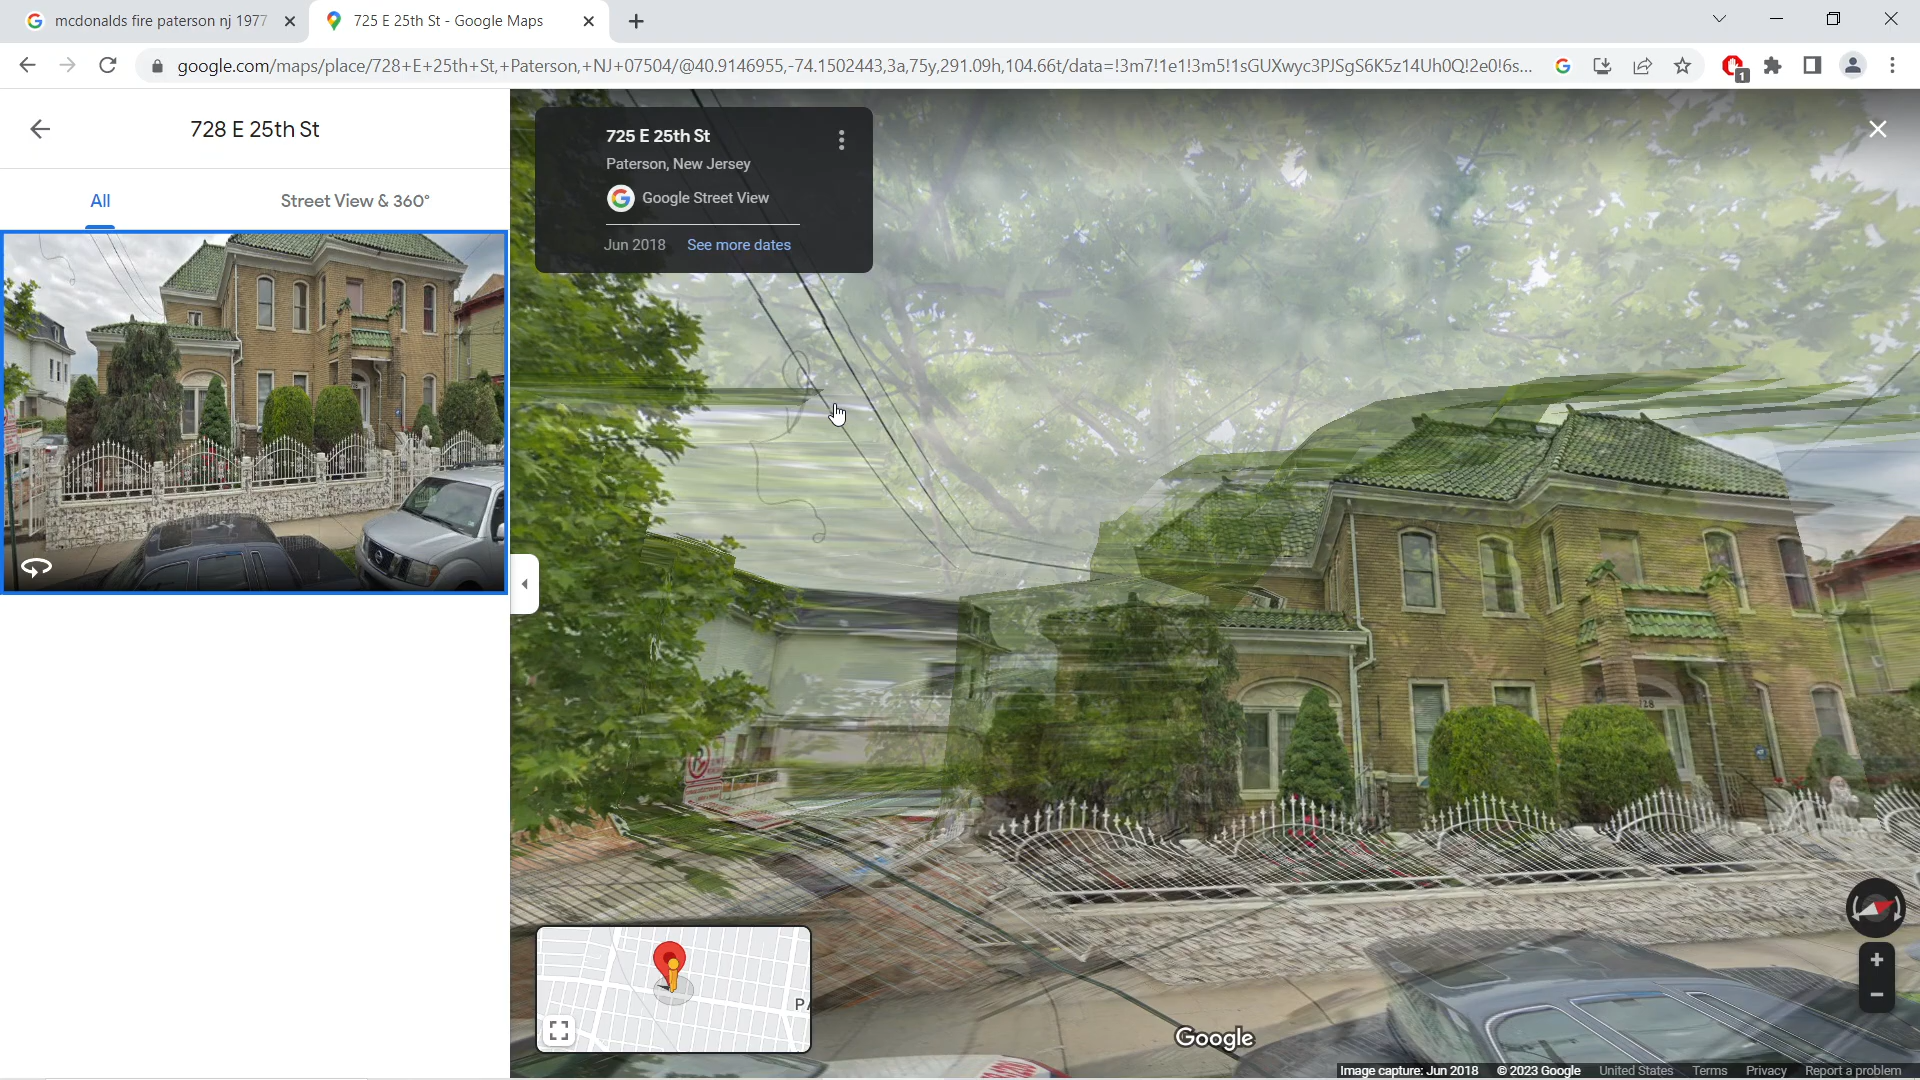 mcdonalds fire paterson nj 1977
725 E 25th St - Google Maps
google.com/maps/place/728+E+25th+St,+Paterson,+NJ+07504/@40.9146955,-74.1502443,3a,75y,291.09h,104.66t/data=!3m7!1e1!3m5!1sGUXwyc3PJSgS6K5z14Uh0Q!2e0!6s...
1
728 E 25th St
All
Street View & 360°
725 E 25th St
Paterson, New Jersey
Google Street View
Jun 2018 See more dates
728
Google
Image capture: Jun 2018 © 2023 Google United States Terms Privacy Report a problem